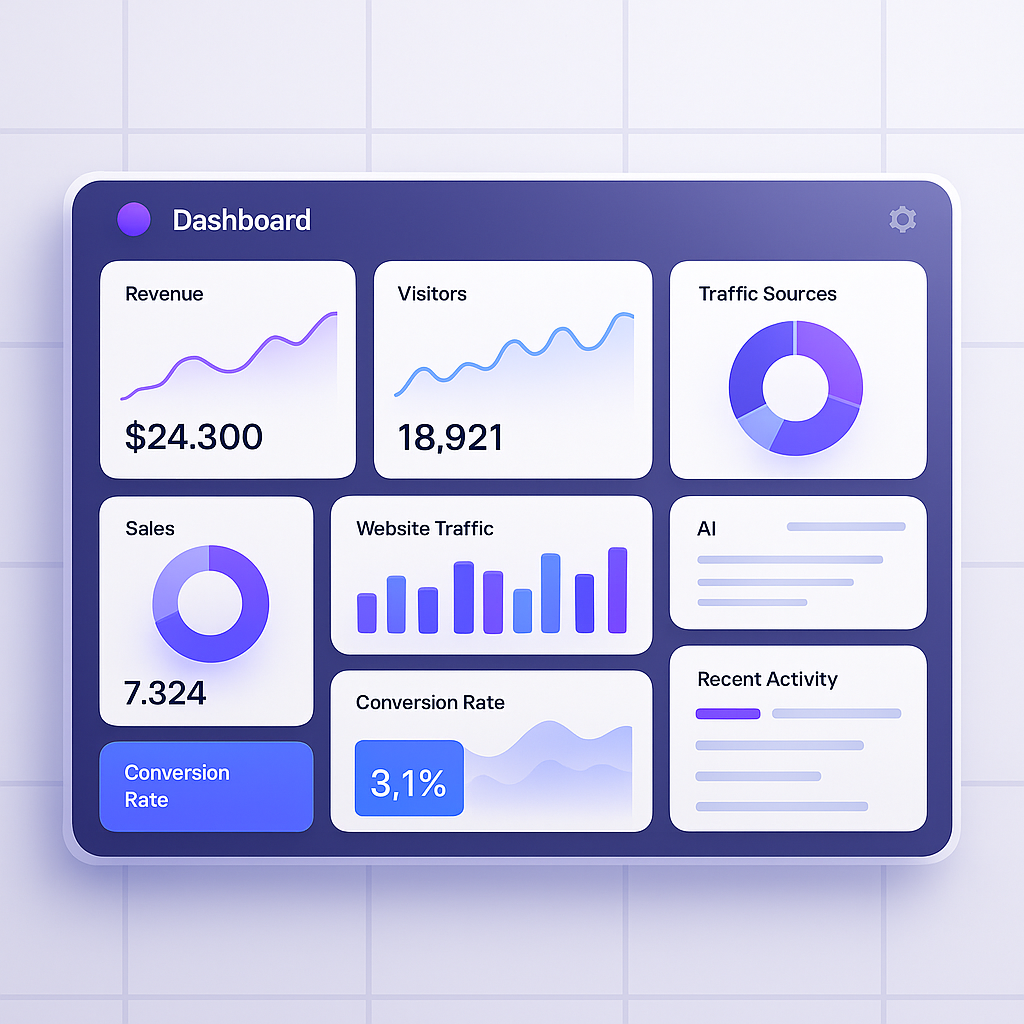 Dashboard
Revenue
$24.300
Visitors
18,921
Traffic Sources
Sales
7.324
Website Traffic
AI
Conversion
Rate
Conversion Rate
3,1%
Recent Activity